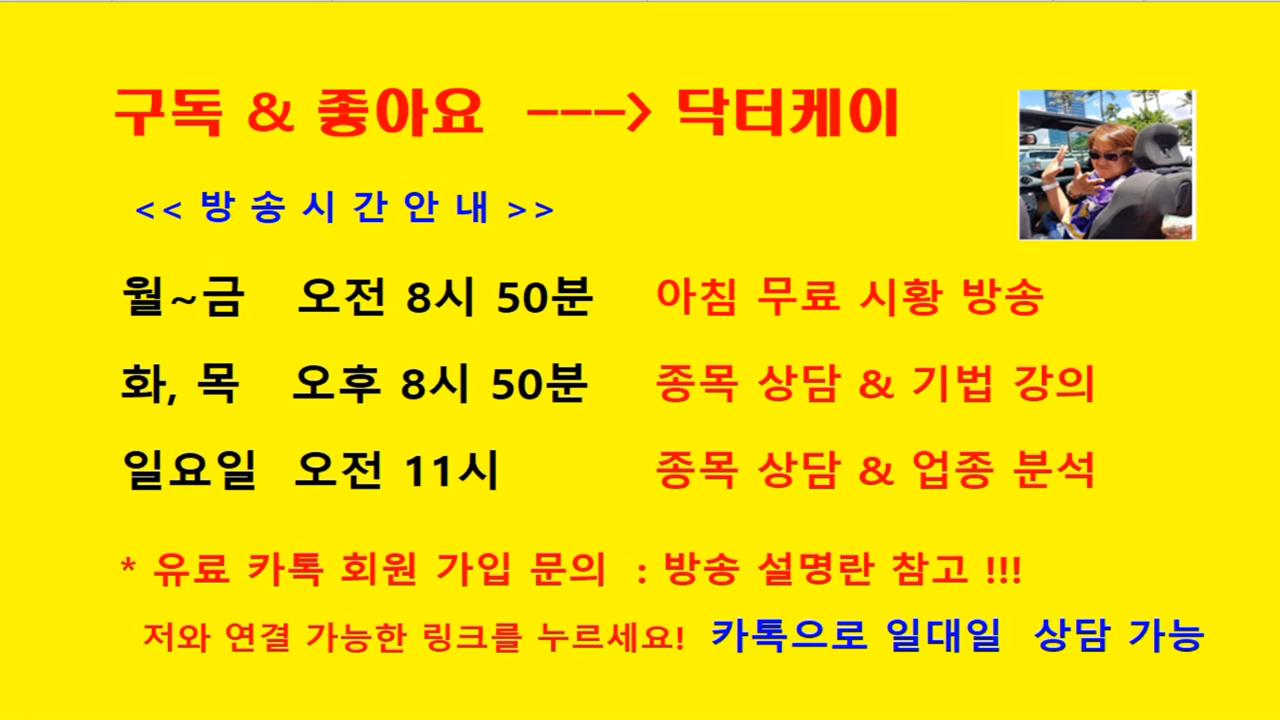 구독 & 좋아요 ---> 닥터케이
<< 방 송 시 간 안 내 >>
월~금 오전 8시 50분 아침 무료 시황 방송
화, 목 오후 8시 50분 종목 상담 & 기법 강의
일요일 오전 11시 종목 상담 & 업종 분석
* 유료 카톡 회원 가입 문의 : 방송 설명란 참고 !!!
저와 연결 가능한 링크를 누르세요! 카톡으로 일대일 상담 가능